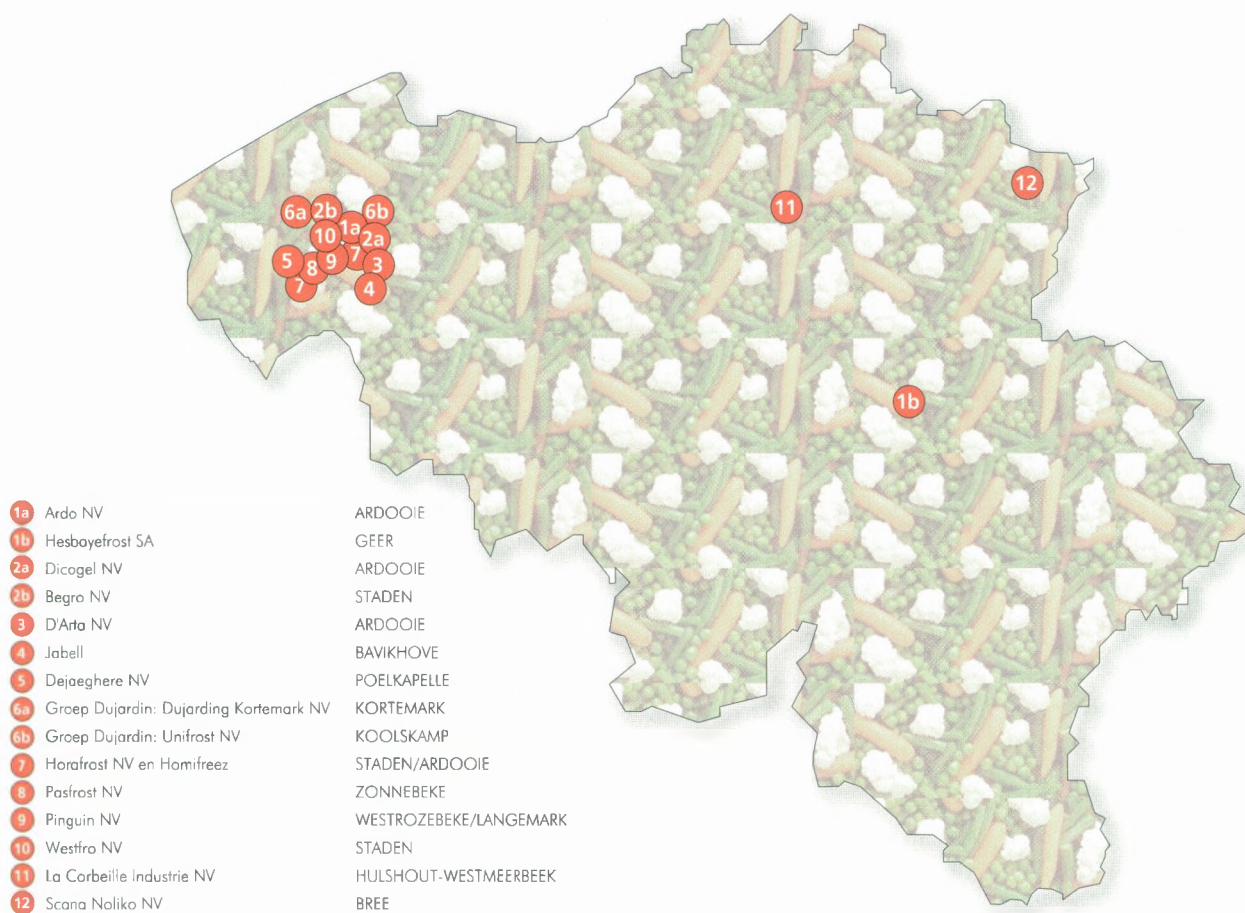 12
11
6a 2b 6b
1a
10 2a
5 8 9 7 3
7 4
1b
1a Ardo NV ARDOOIE
1b Hesbayefrost SA GEER
2a Dicogel NV ARDOOIE
2b Begro NV STADEN
3 D'Arta NV ARDOOIE
4 Jabell BAVIKHOVE
5 Dejaeghere NV POELKAPELLE
6a Groep Dujardin: Dujarding Kortemark NV KORTEMARK
6b Groep Dujardin: Unifrost NV KOOLSKAMP
7 Horafrost NV en Homifreez STADEN/ARDOOIE
8 Pasfrost NV ZONNEBEKE
9 Pinguin NV WESTROZEBEKE/LANGEMARK
10 Westfro NV STADEN
11 La Corbeille Industrie NV HULSHOUT-WESTMEERBEEK
12 Scana Noliko NV BREE